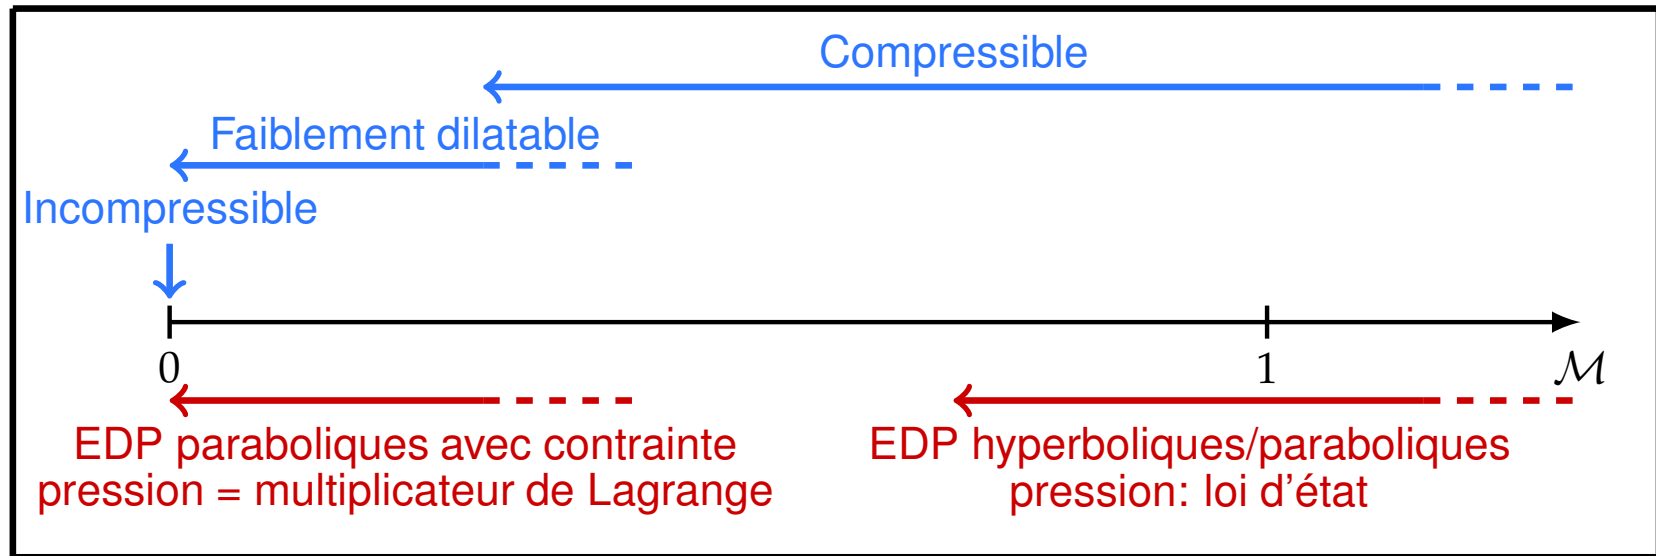 Compressible
Faiblement dilatable
Incompressible
0
1
ℳ
EDP paraboliques avec contrainte
pression = multiplicateur de Lagrange
EDP hyperboliques/paraboliques
pression: loi d'état